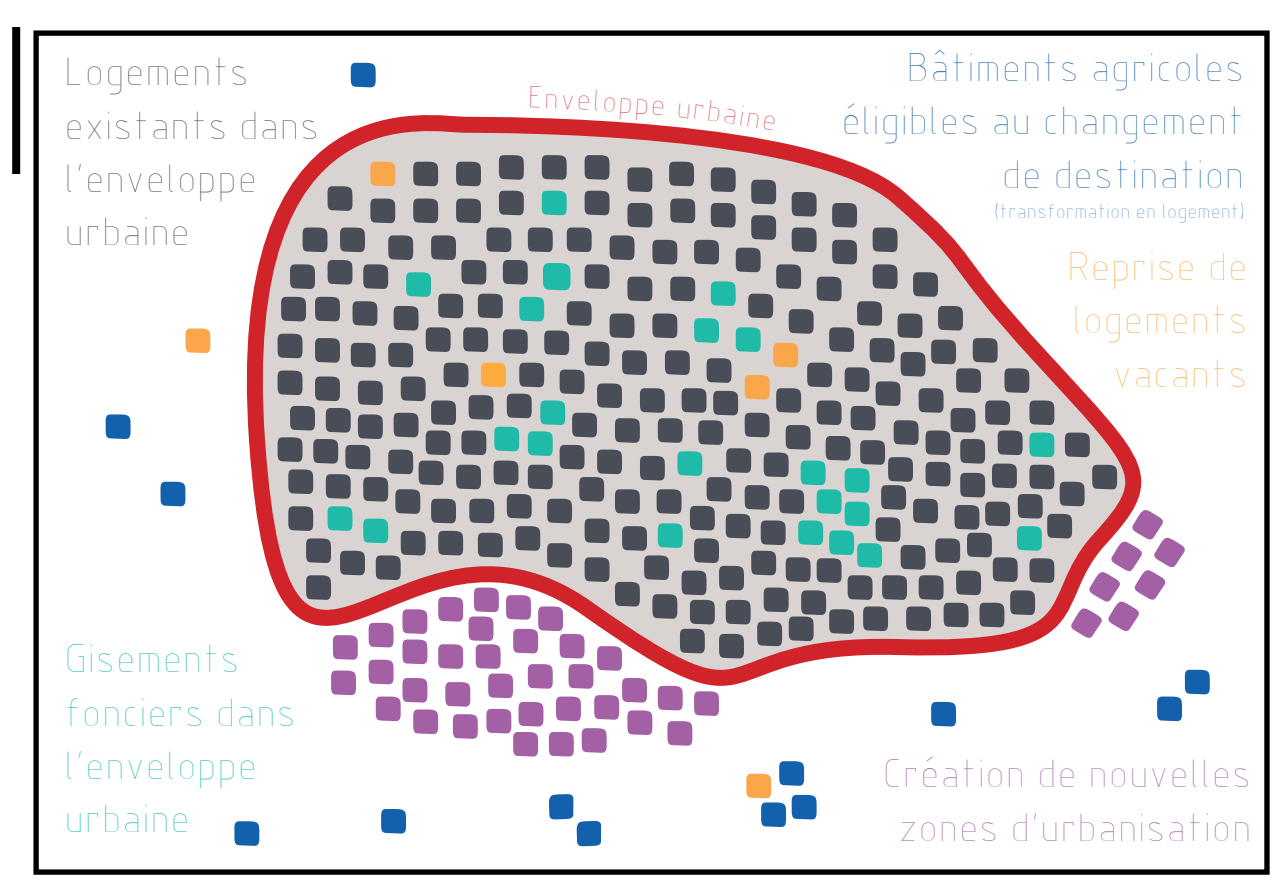 Logements
existants dans
l'enveloppe
urbaine
Enveloppe urbaine
Bâtiments agricoles
éligibles au changement
de destination
(transformation en logement)
Reprise de
logements
vacants
Gisements
fonciers dans
l'enveloppe
urbaine
Création de nouvelles
zones d'urbanisation